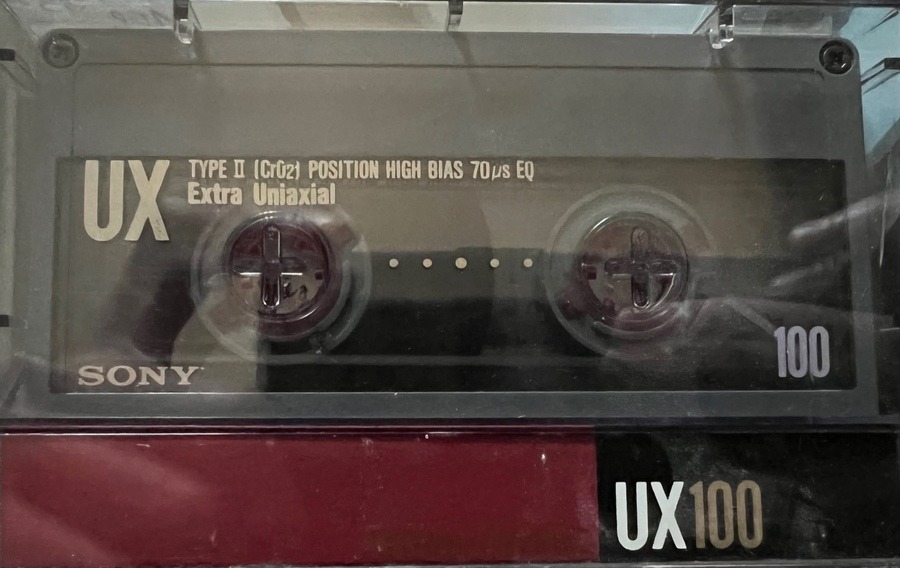 UX
TYPE II (CrO2) POSITION HIGH BIAS 70μs EQ
Extra Uniaxial
100
SONY
UX100